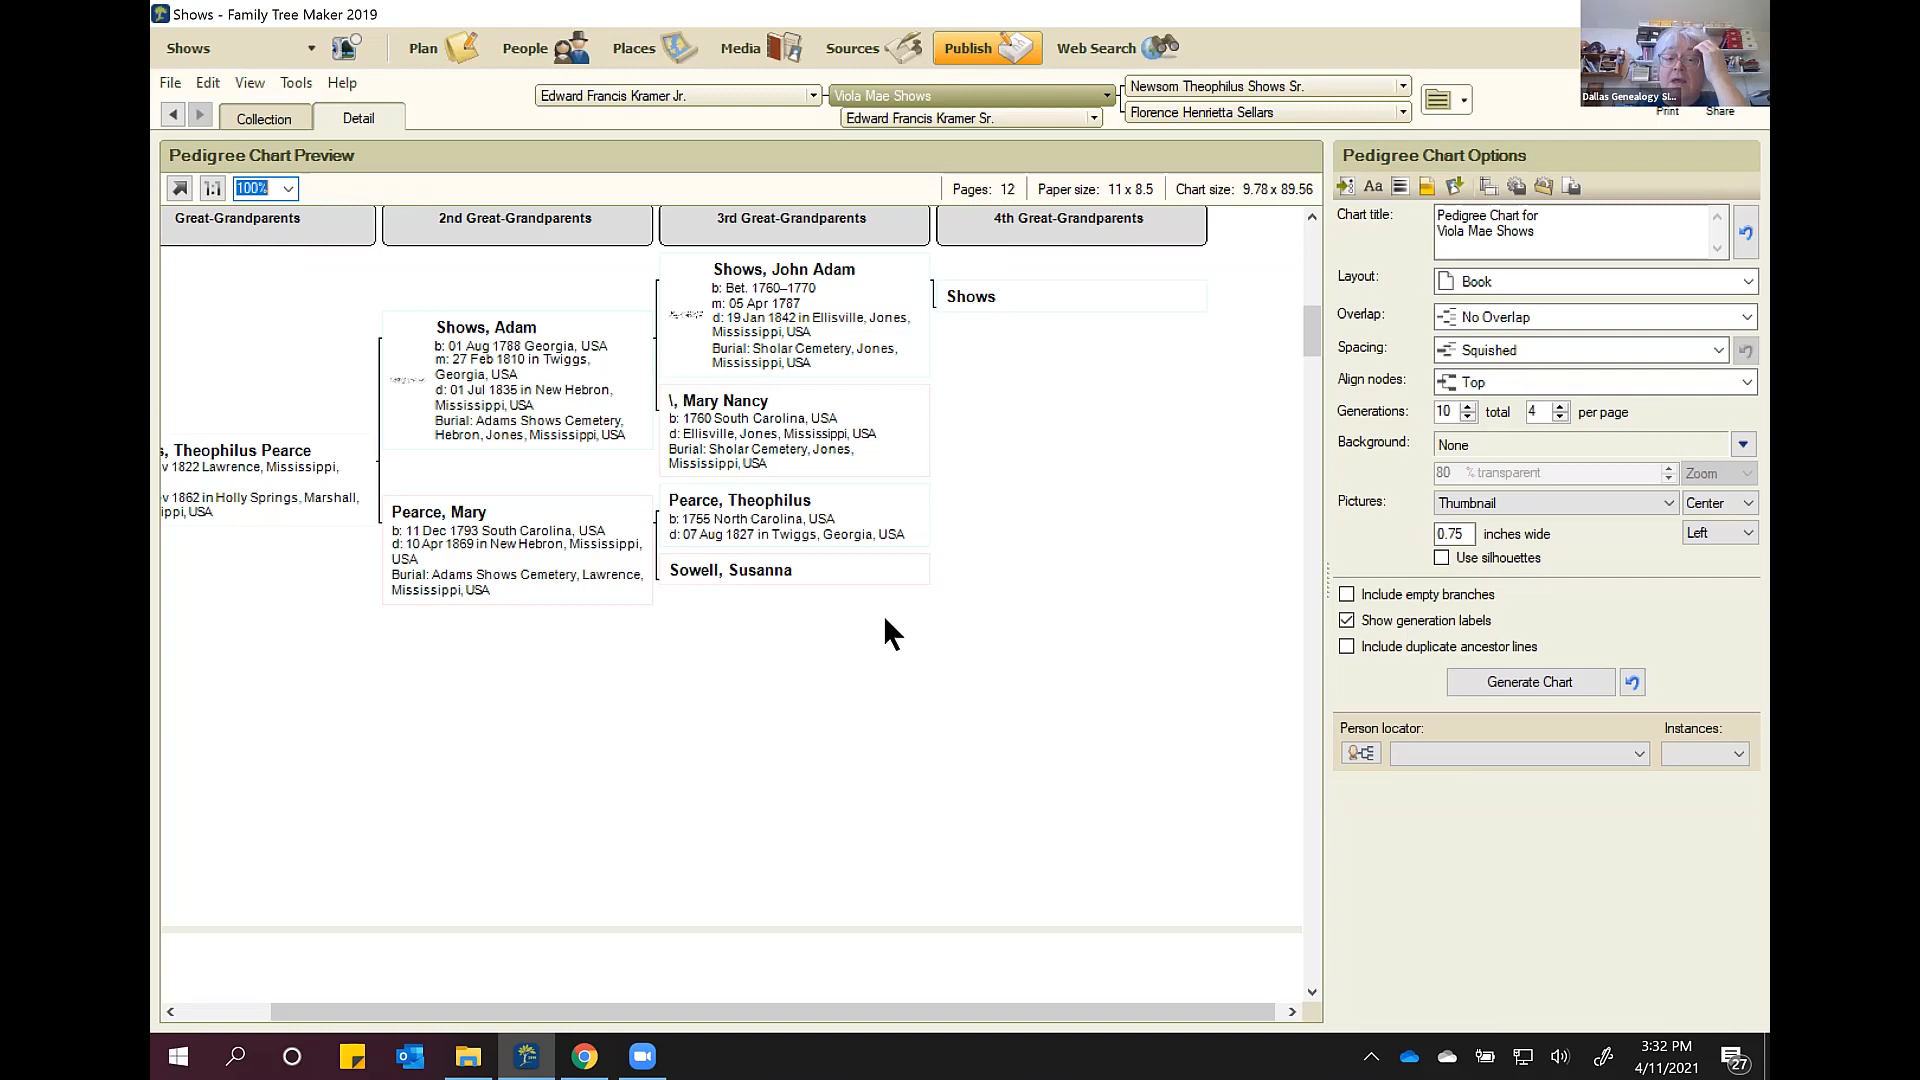 Shows - Family Tree Maker 2019
Shows
Plan
People
Places
Media
Sources
Publish
Web Search
Dallas Genealogy SI...
File Edit View Tools Help
Edward Francis Kramer Jr.
Viola Mae Shows
Edward Francis Kramer Sr.
Newsom Theophilus Shows Sr.
Florence Henrietta Sellars
Print
Share
Collection
Detail
Pedigree Chart Preview
1:1
100%
Pages: 12
Paper size: 11 x 8.5
Chart size: 9.78 x 89.56
Great-Grandparents
2nd Great-Grandparents
3rd Great-Grandparents
4th Great-Grandparents
s, Theophilus Pearce
v 1822 Lawrence, Mississippi,
v 1862 in Holly Springs, Marshall,
ippi, USA
Shows, Adam
b: 01 Aug 1788 Georgia, USA
m: 27 Feb 1810 in Twiggs,
Georgia, USA
d: 01 Jul 1835 in New Hebron,
Mississippi, USA
Burial: Adams Shows Cemetery,
Hebron, Jones, Mississippi, USA
Pearce, Mary
b: 11 Dec 1793 South Carolina, USA
d: 10 Apr 1869 in New Hebron, Mississippi,
USA
Burial: Adams Shows Cemetery, Lawrence,
Mississippi, USA
Shows, John Adam
b: Bet. 1760–1770
m: 05 Apr 1787
d: 19 Jan 1842 in Ellisville, Jones,
Mississippi, USA
Burial: Sholar Cemetery, Jones,
Mississippi, USA
\, Mary Nancy
b: 1760 South Carolina, USA
d: Ellisville, Jones, Mississippi, USA
Burial: Sholar Cemetery, Jones,
Mississippi, USA
Pearce, Theophilus
b: 1755 North Carolina, USA
d: 07 Aug 1827 in Twiggs, Georgia, USA
Sowell, Susanna
Shows
Pedigree Chart Options
Aa
Chart title:
Pedigree Chart for
Viola Mae Shows
Layout:
Book
Overlap:
No Overlap
Spacing:
Squished
Align nodes:
Top
Generations:
10 total 4 per page
Background:
None
80 % transparent
Zoom
Pictures:
Thumbnail
Center
0.75 inches wide
Left
Use silhouettes
Include empty branches
Show generation labels
Include duplicate ancestor lines
Generate Chart
Person locator:
Instances:
3:32 PM
4/11/2021
27